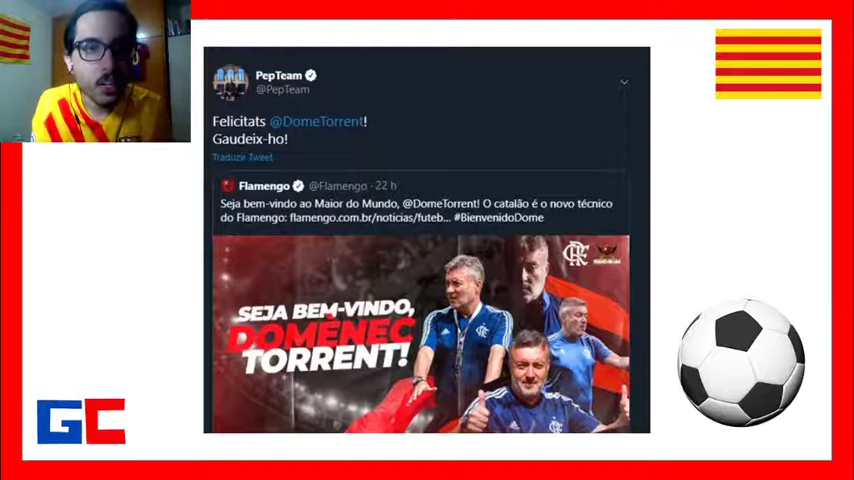 PepTeam
@PepTeam
Felicitats @DomeTorrent!
Gaudeix-ho!
Traduzir Tweet
Flamengo @Flamengo · 22 h
Seja bem-vindo ao Maior do Mundo, @DomeTorrent! O catalão é o novo técnico
do Flamengo: flamengo.com.br/noticias/futeb... #BienvenidoDome
SEJA BEM-VINDO,
DOMÈNEC
TORRENT!
GC